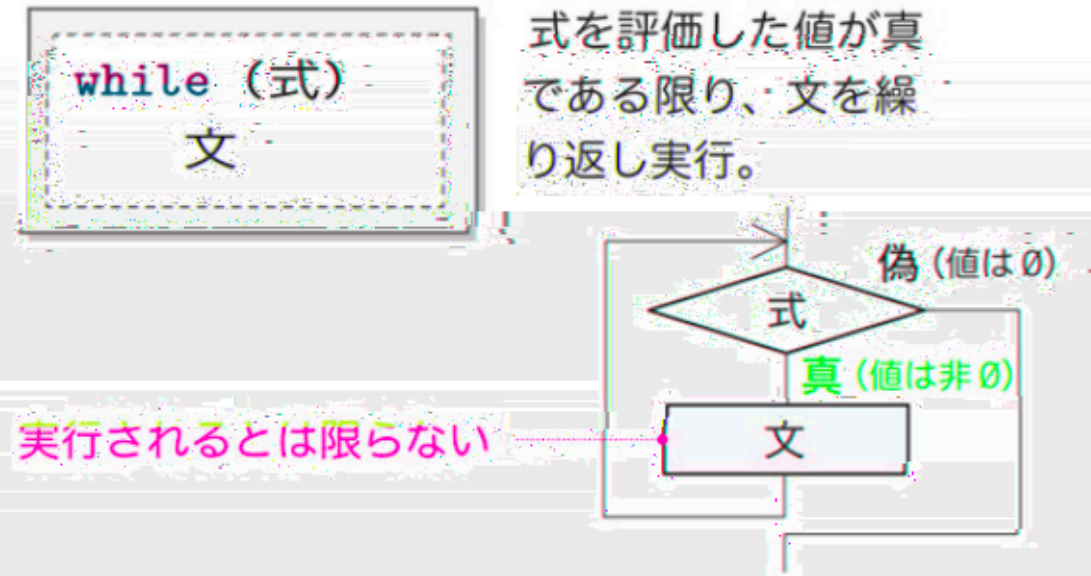 while (式)
文
式を評価した値が真
である限り、文を繰
り返し実行。
偽 (値は 0)
式
真 (値は非 0)
実行されるとは限らない
文